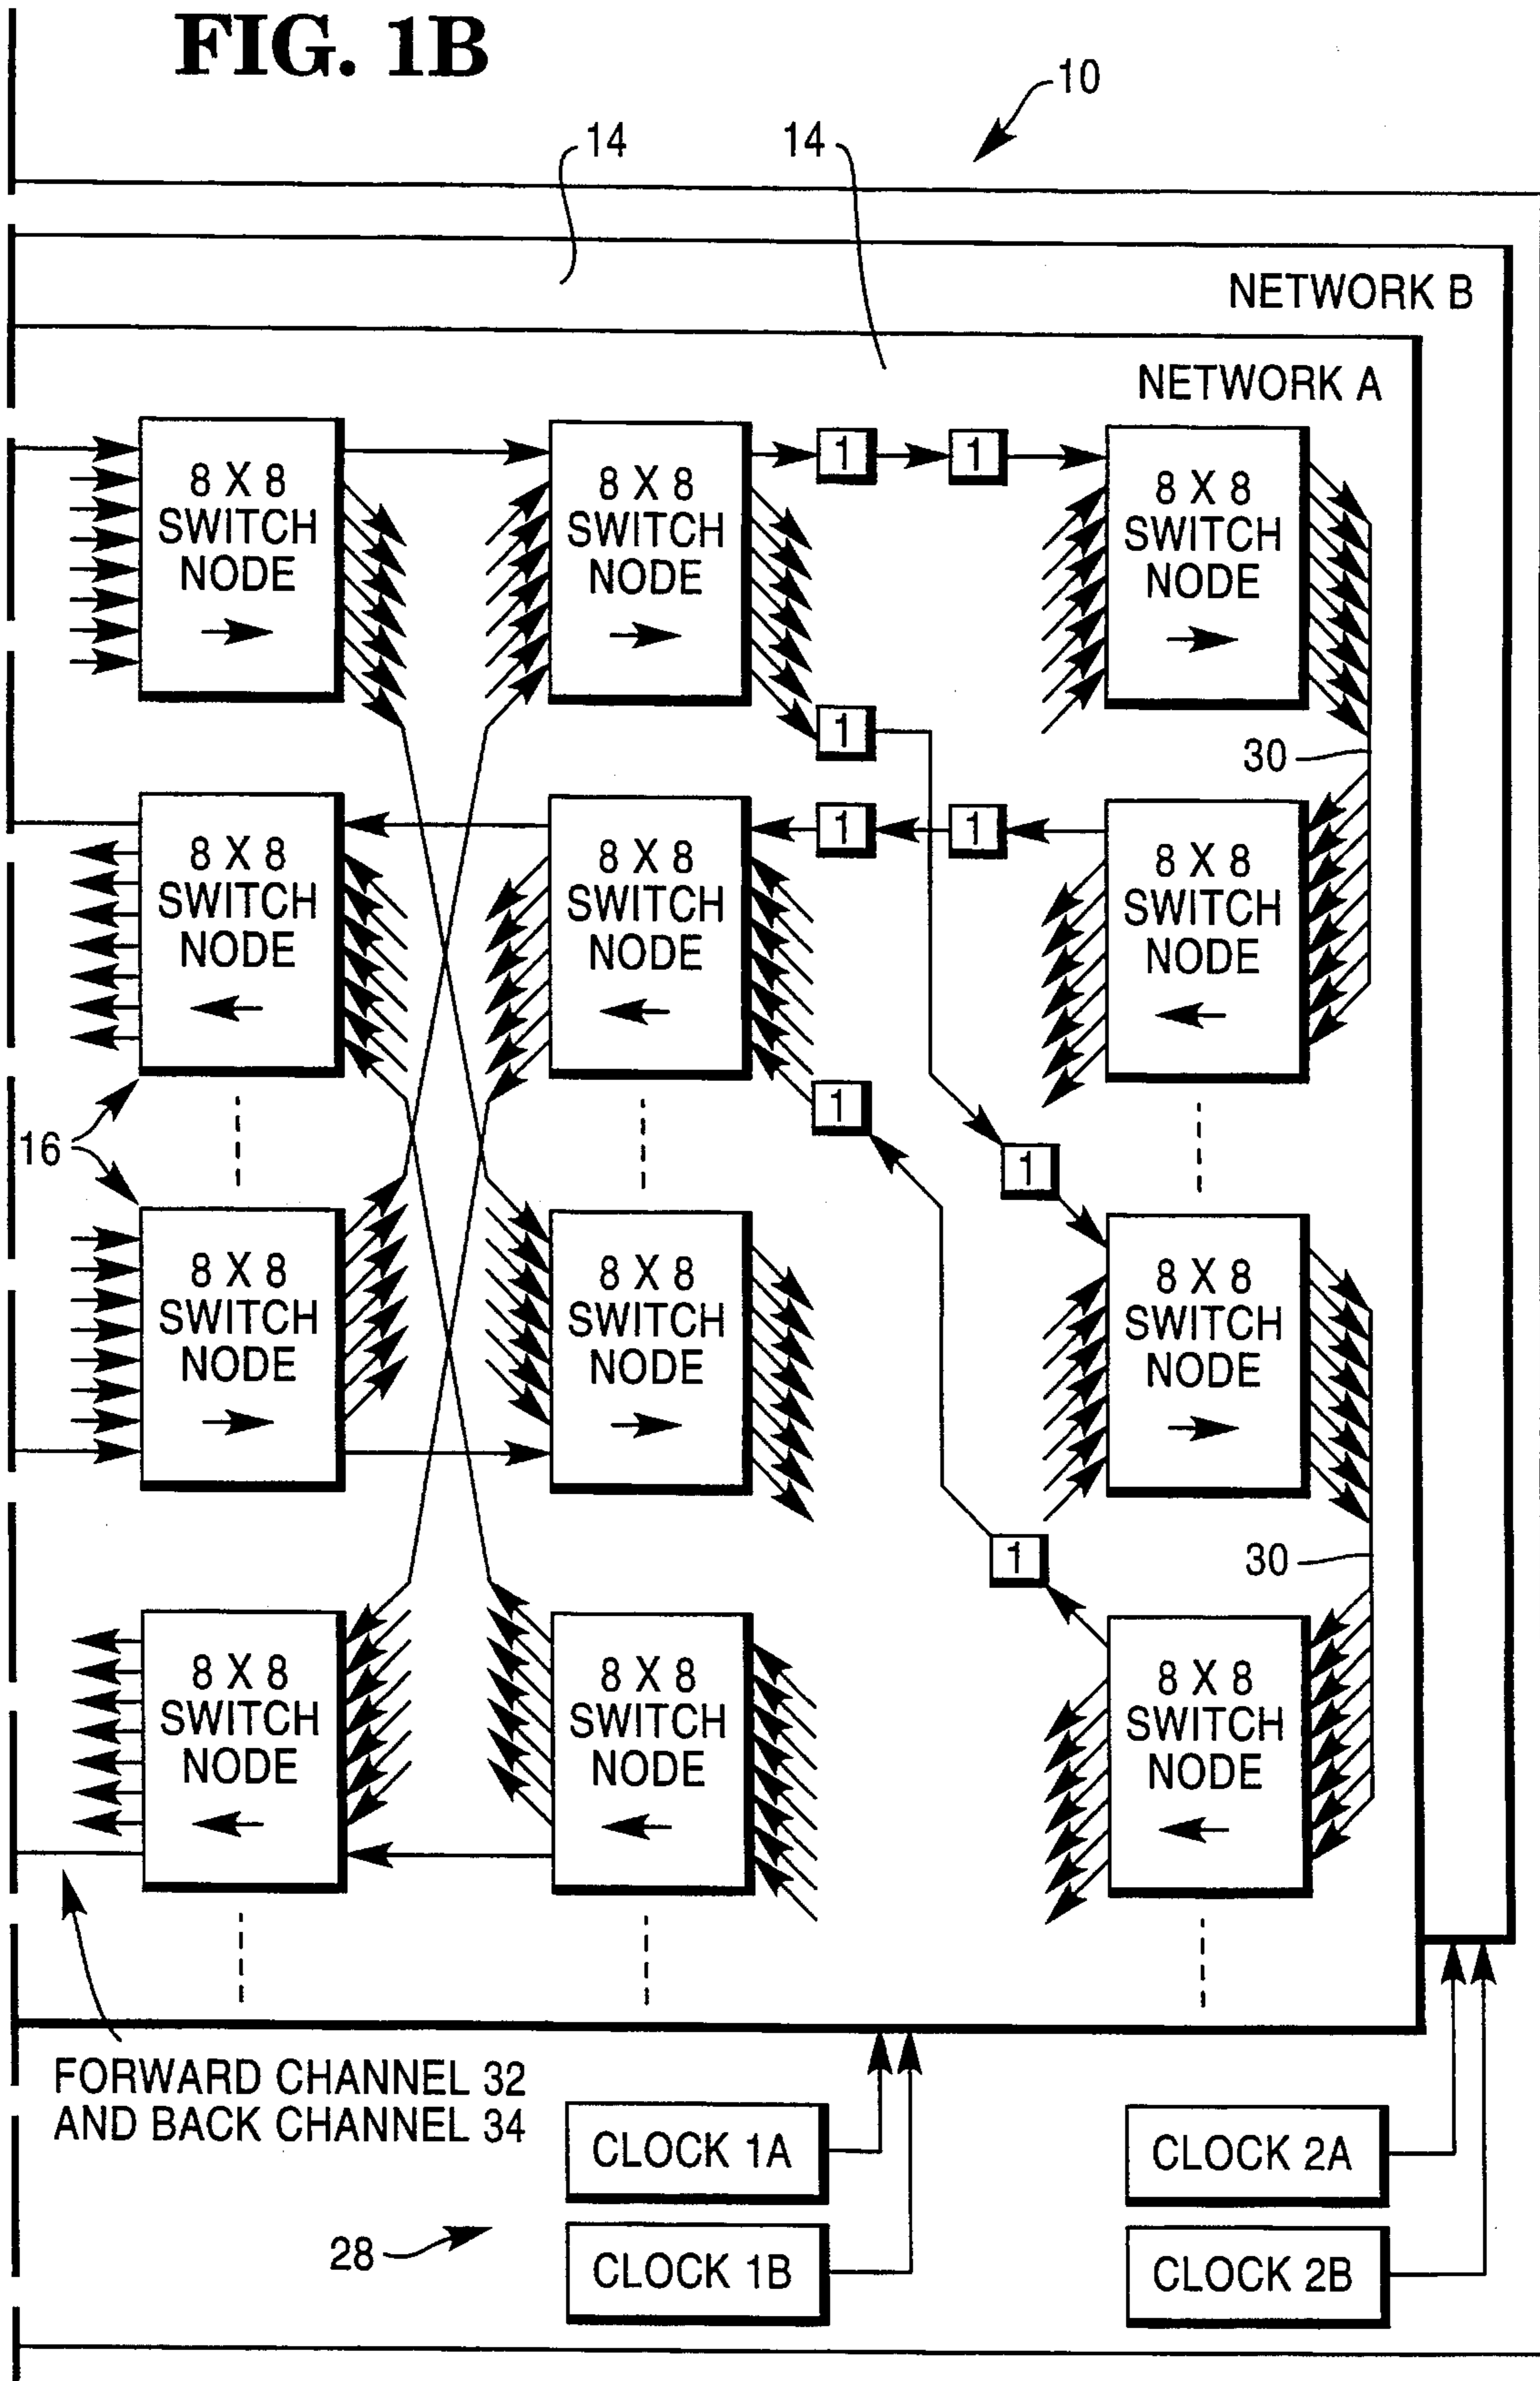 FIG. 1B
10
14
14
NETWORK B
NETWORK A
8 X 8
SWITCH
NODE
8 X 8
SWITCH
NODE
1
1
8 X 8
SWITCH
NODE
1
30
8 X 8
SWITCH
NODE
8 X 8
SWITCH
NODE
1
1
8 X 8
SWITCH
NODE
1
16
1
8 X 8
SWITCH
NODE
8 X 8
SWITCH
NODE
8 X 8
SWITCH
NODE
1
30
8 X 8
SWITCH
NODE
8 X 8
SWITCH
NODE
8 X 8
SWITCH
NODE
FORWARD CHANNEL 32
AND BACK CHANNEL 34
CLOCK 1A
CLOCK 2A
28
CLOCK 1B
CLOCK 2B